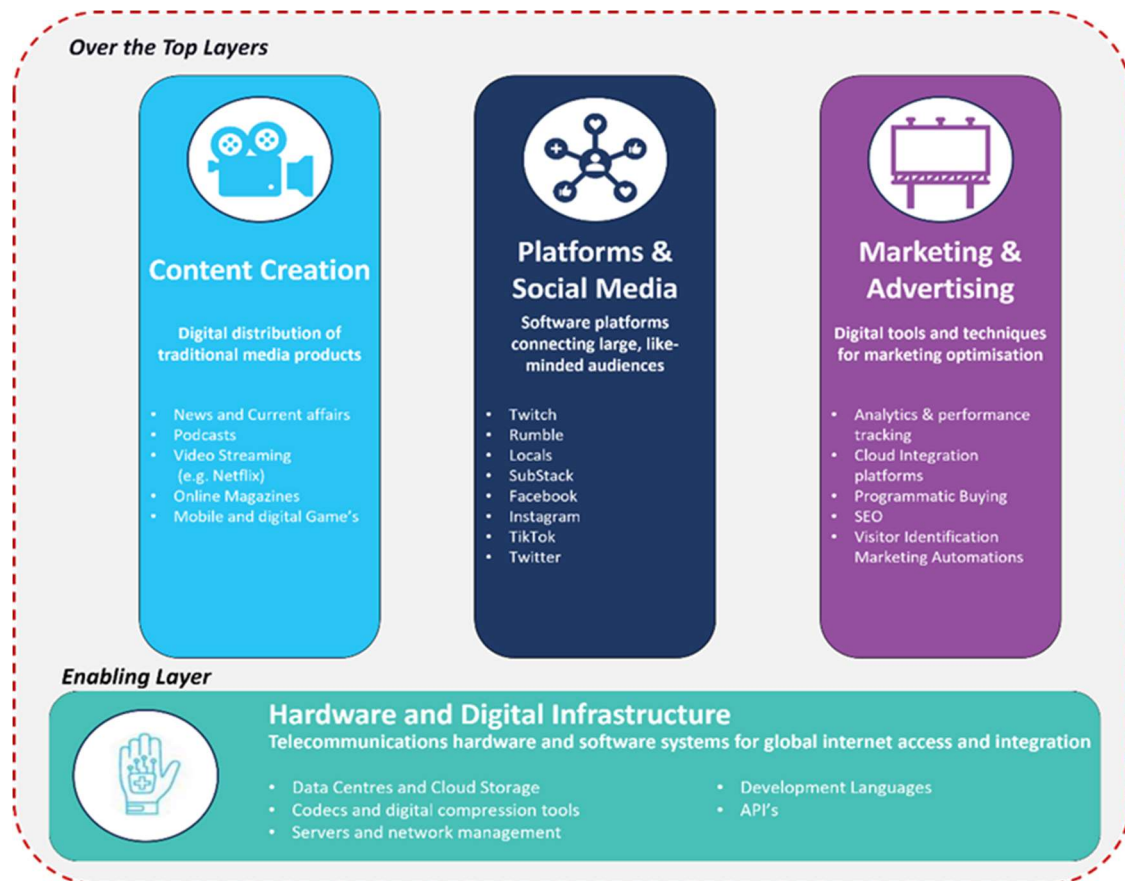 Over the Top Layers
Content Creation
Digital distribution of
traditional media products
• News and Current affairs
• Podcasts
• Video Streaming
(e.g. Netflix)
• Online Magazines
• Mobile and digital Game's
Platforms &
Social Media
Software platforms
connecting large, like-
minded audiences
• Twitch
• Rumble
• Locals
• SubStack
• Facebook
• Instagram
• TikTok
• Twitter
Marketing &
Advertising
Digital tools and techniques
for marketing optimisation
• Analytics & performance
tracking
• Cloud Integration
platforms
• Programmatic Buying
• SEO
• Visitor Identification
Marketing Automations
Enabling Layer
Hardware and Digital Infrastructure
Telecommunications hardware and software systems for global internet access and integration
• Data Centres and Cloud Storage
• Codecs and digital compression tools
• Servers and network management
• Development Languages
• API's